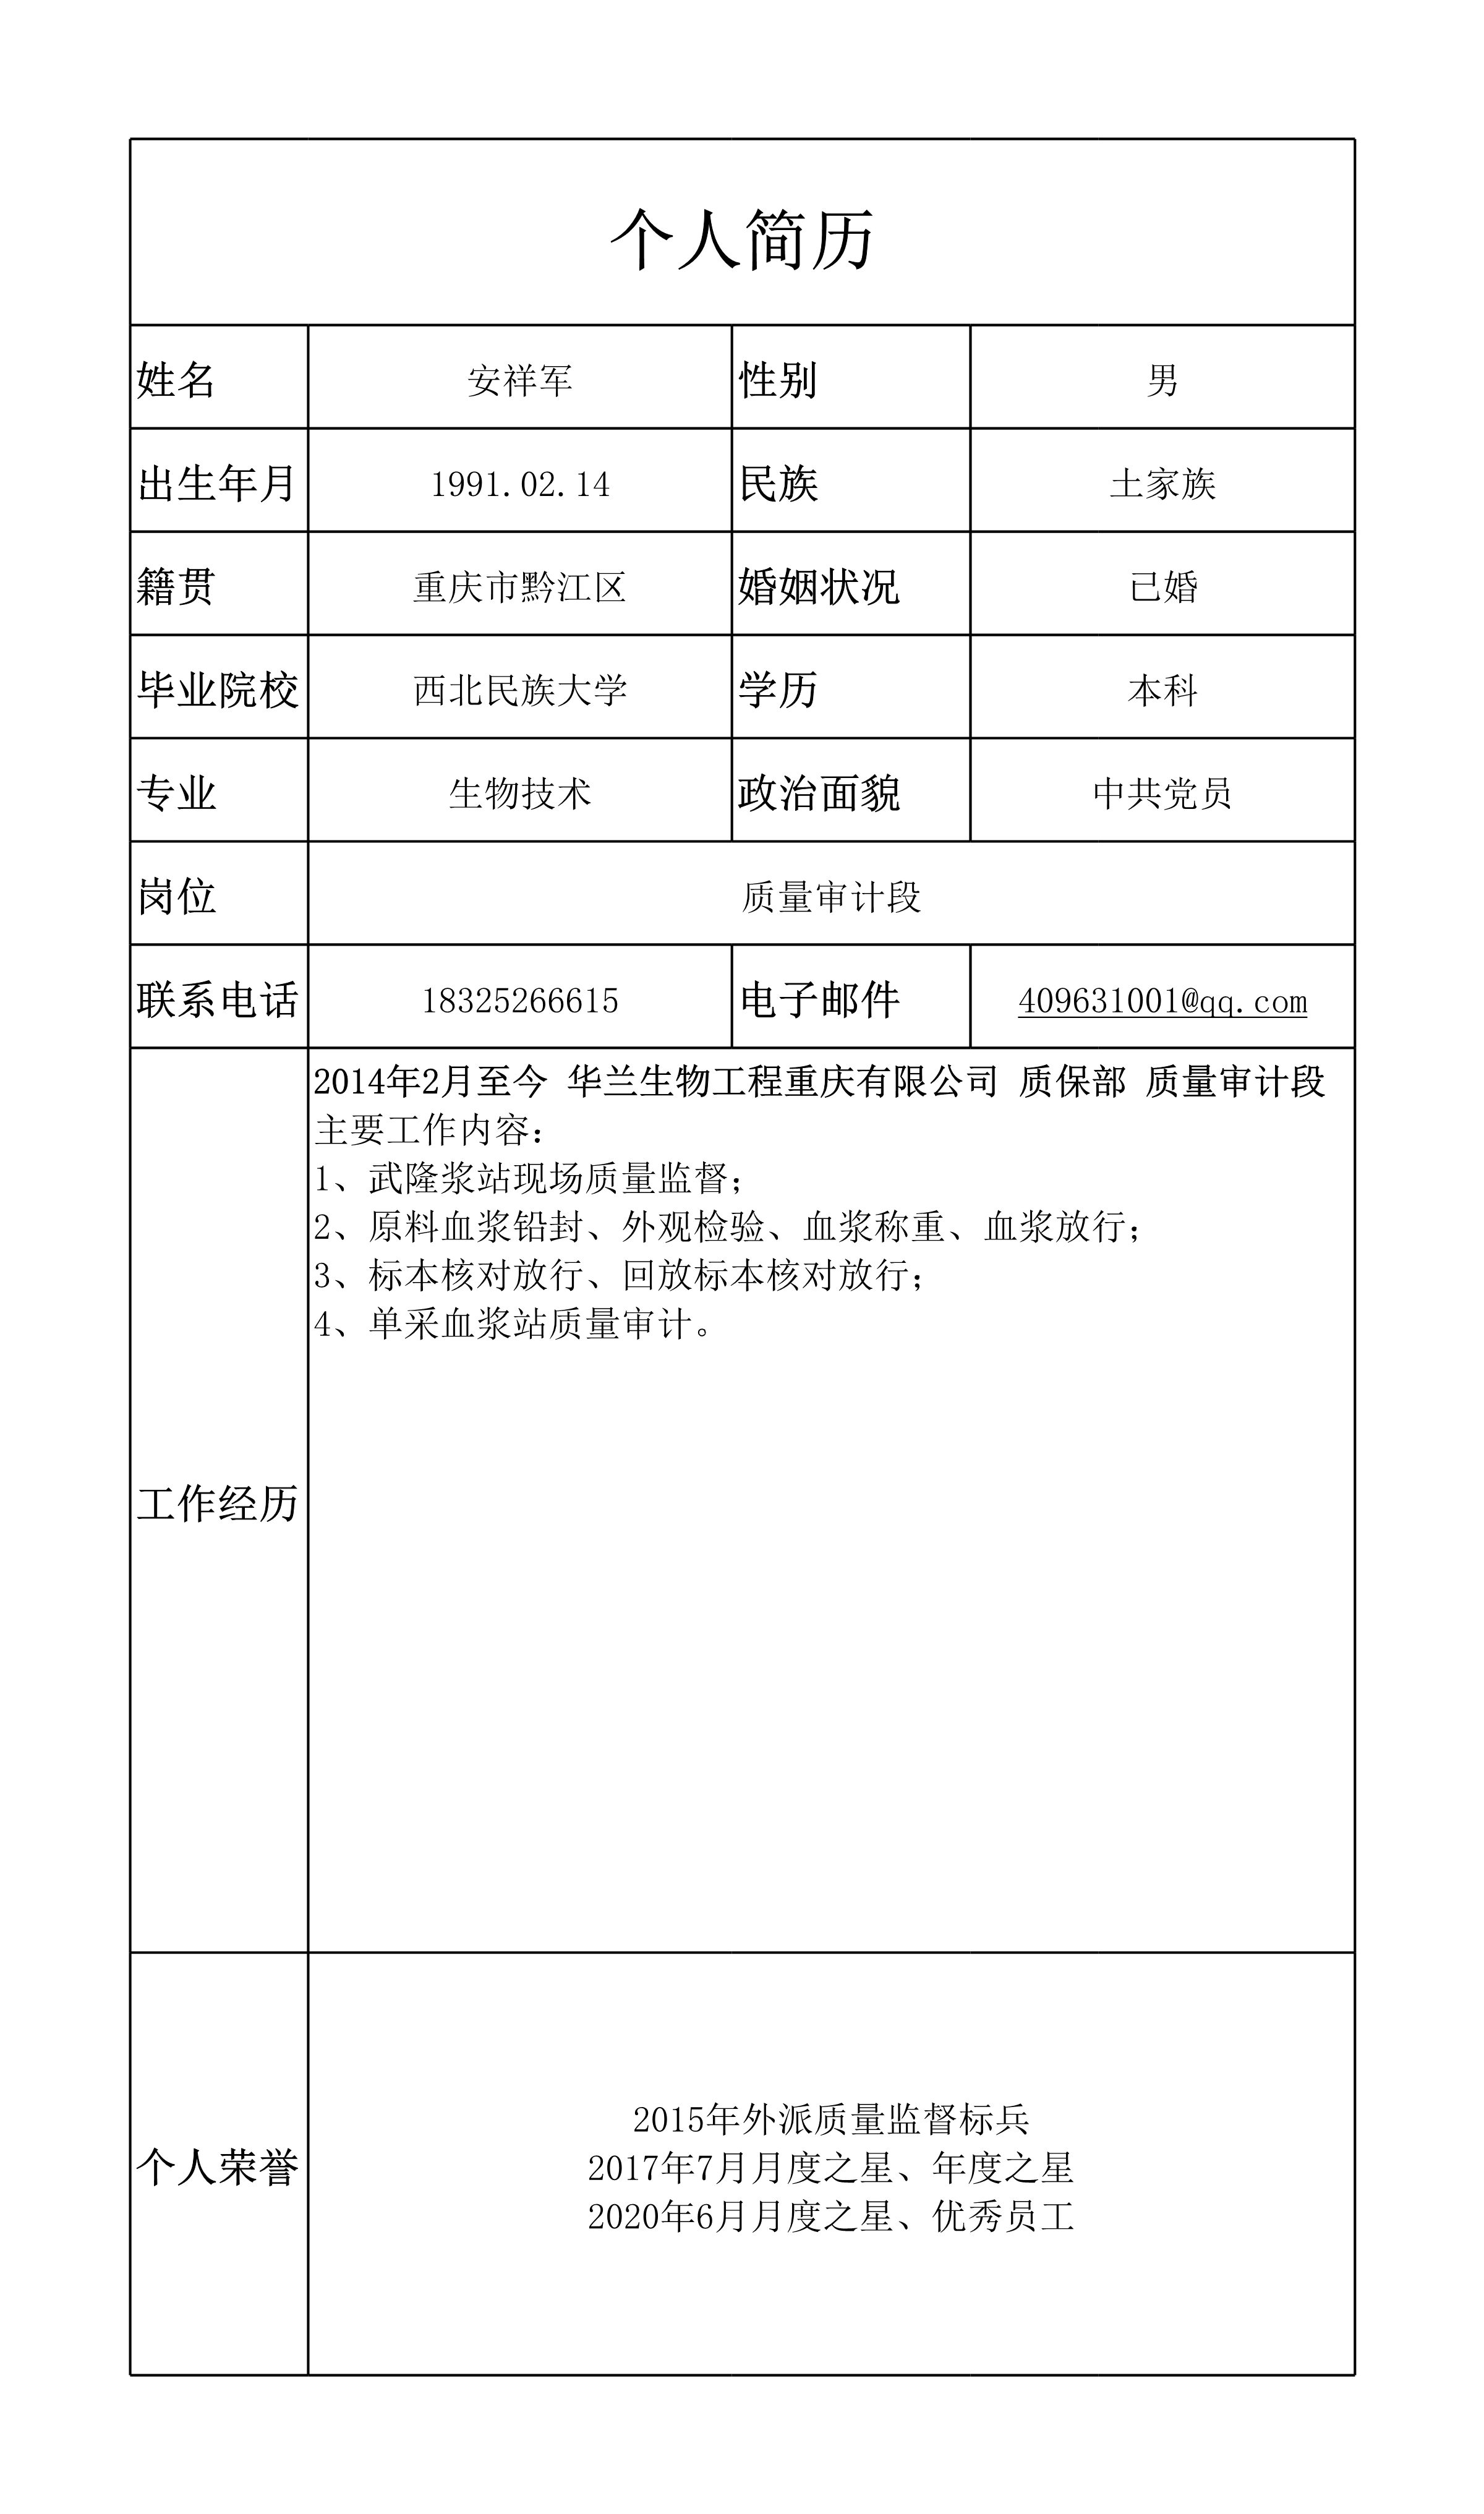 个人简历
姓名 安祥军 性别 男
出生年月 1991.02.14 民族 土家族
籍贯 重庆市黔江区 婚姻状况 已婚
毕业院校 西北民族大学 学历 本科
专业 生物技术 政治面貌 中共党员
岗位 质量审计段
联系电话 18325266615 电子邮件 409631001@qq.com
2014年2月至今 华兰生物工程重庆有限公司 质保部 质量审计段
主要工作内容：
1、武隆浆站现场质量监督；
2、原料血浆铅封、外观检验、血浆称重、血浆放行；
3、标本核对放行、回放标本核对放行；
4、单采血浆站质量审计。
工作经历
2015年外派质量监督标兵
2017年7月月度之星、年度之星
个人荣誉
2020年6月月度之星、优秀员工